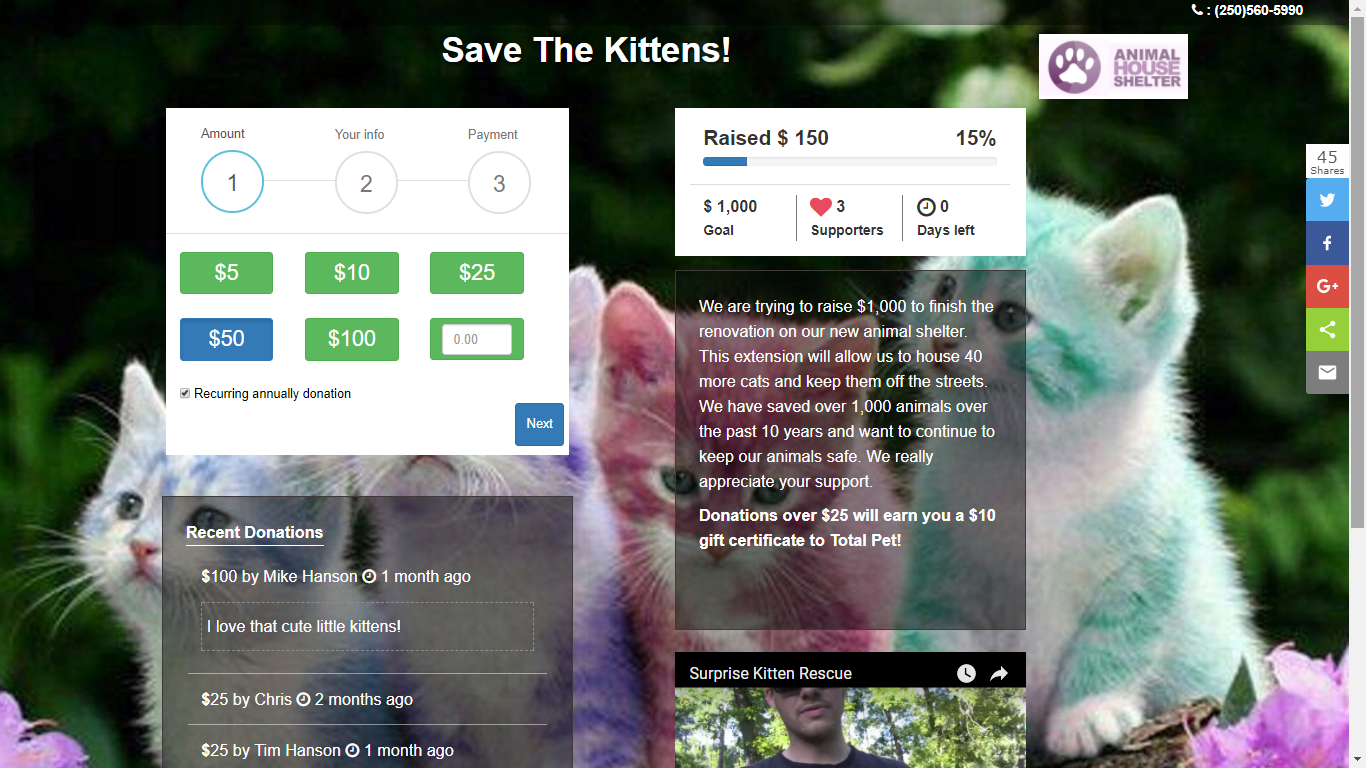 : (250)560-5990
Save The Kittens!
ANIMAL
HOUSE
SHELTER
Amount
Your info
Payment
1
2
3
$5
$10
$25
$50
$100
0.00
Recurring annually donation
Next
Raised $ 150
15%
$ 1,000
Goal
3
Supporters
0
Days left
45
Shares
G+
We are trying to raise $1,000 to finish the
renovation on our new animal shelter.
This extension will allow us to house 40
more cats and keep them off the streets.
We have saved over 1,000 animals over
the past 10 years and want to continue to
keep our animals safe. We really
appreciate your support.
Donations over $25 will earn you a $10
gift certificate to Total Pet!
Recent Donations
$100 by Mike Hanson 1 month ago
I love that cute little kittens!
$25 by Chris 2 months ago
$25 by Tim Hanson 1 month ago
Surprise Kitten Rescue